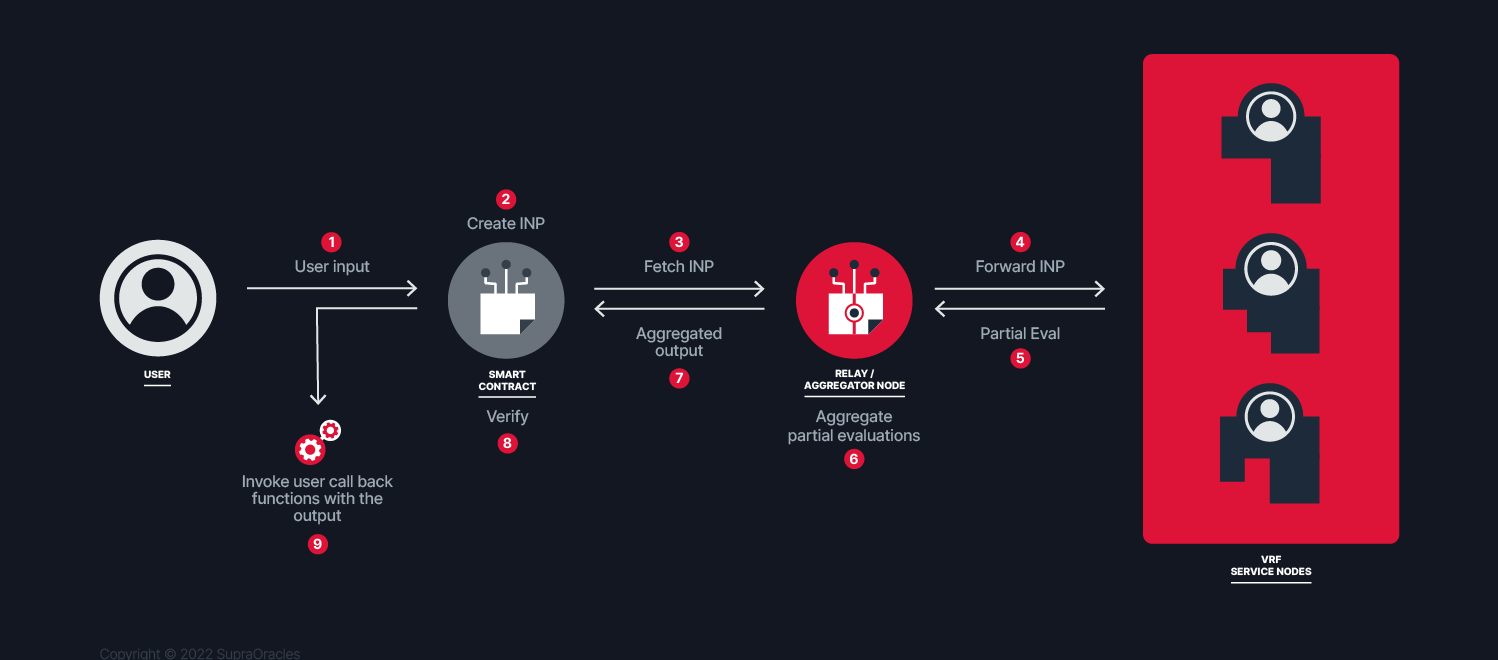 1
User input
2
Create INP
3
Fetch INP
4
Forward INP
USER
SMART
CONTRACT
Verify
8
Aggregated
output
7
RELAY /
AGGREGATOR NODE
Aggregate
partial evaluations
6
Partial Eval
5
Invoke user call back
functions with the
output
9
VRF
SERVICE NODES
Copyright © 2022 SupraOracles